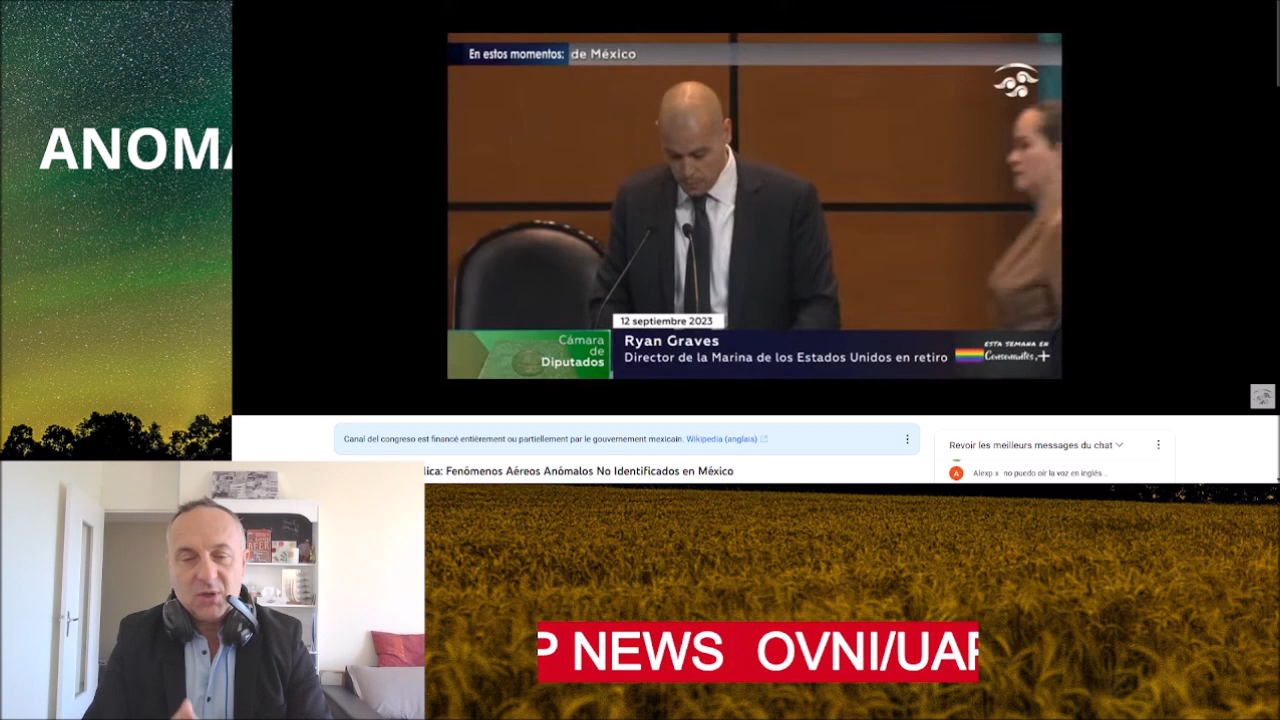 En estos momentos: de México
ANOMA
12 septiembre 2023
Cámara
de
Diputados
Ryan Graves
Director de la Marina de los Estados Unidos en retiro
ESTA SEMANA EN
Consensuités,+
Canal del congreso est financé entièrement ou partiellement par le gouvernement mexicain. Wikipedia (anglais)
Revoir les meilleurs messages du chat
lica: Fenómenos Aéreos Anómalos No Identificados en México
A
Alexp x no puedo oír la voz en inglés...
P NEWS OVNI/UAP